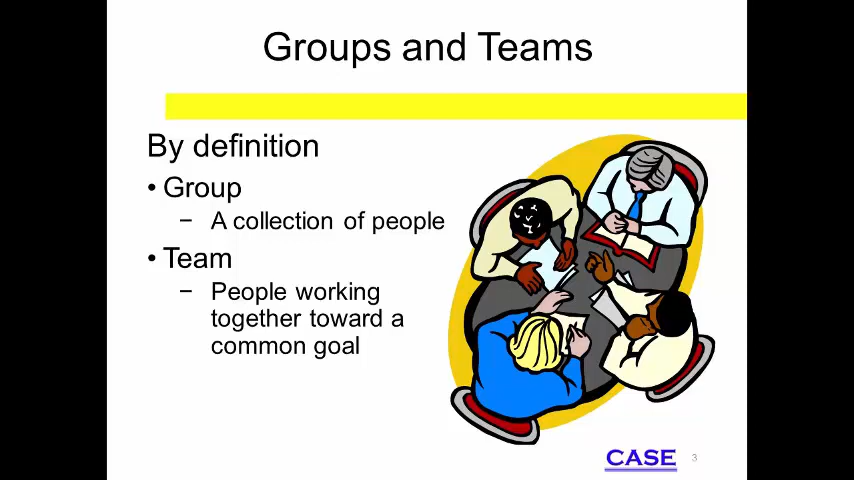 Groups and Teams
By definition
• Group
− A collection of people
• Team
− People working
together toward a
common goal
CASE 3